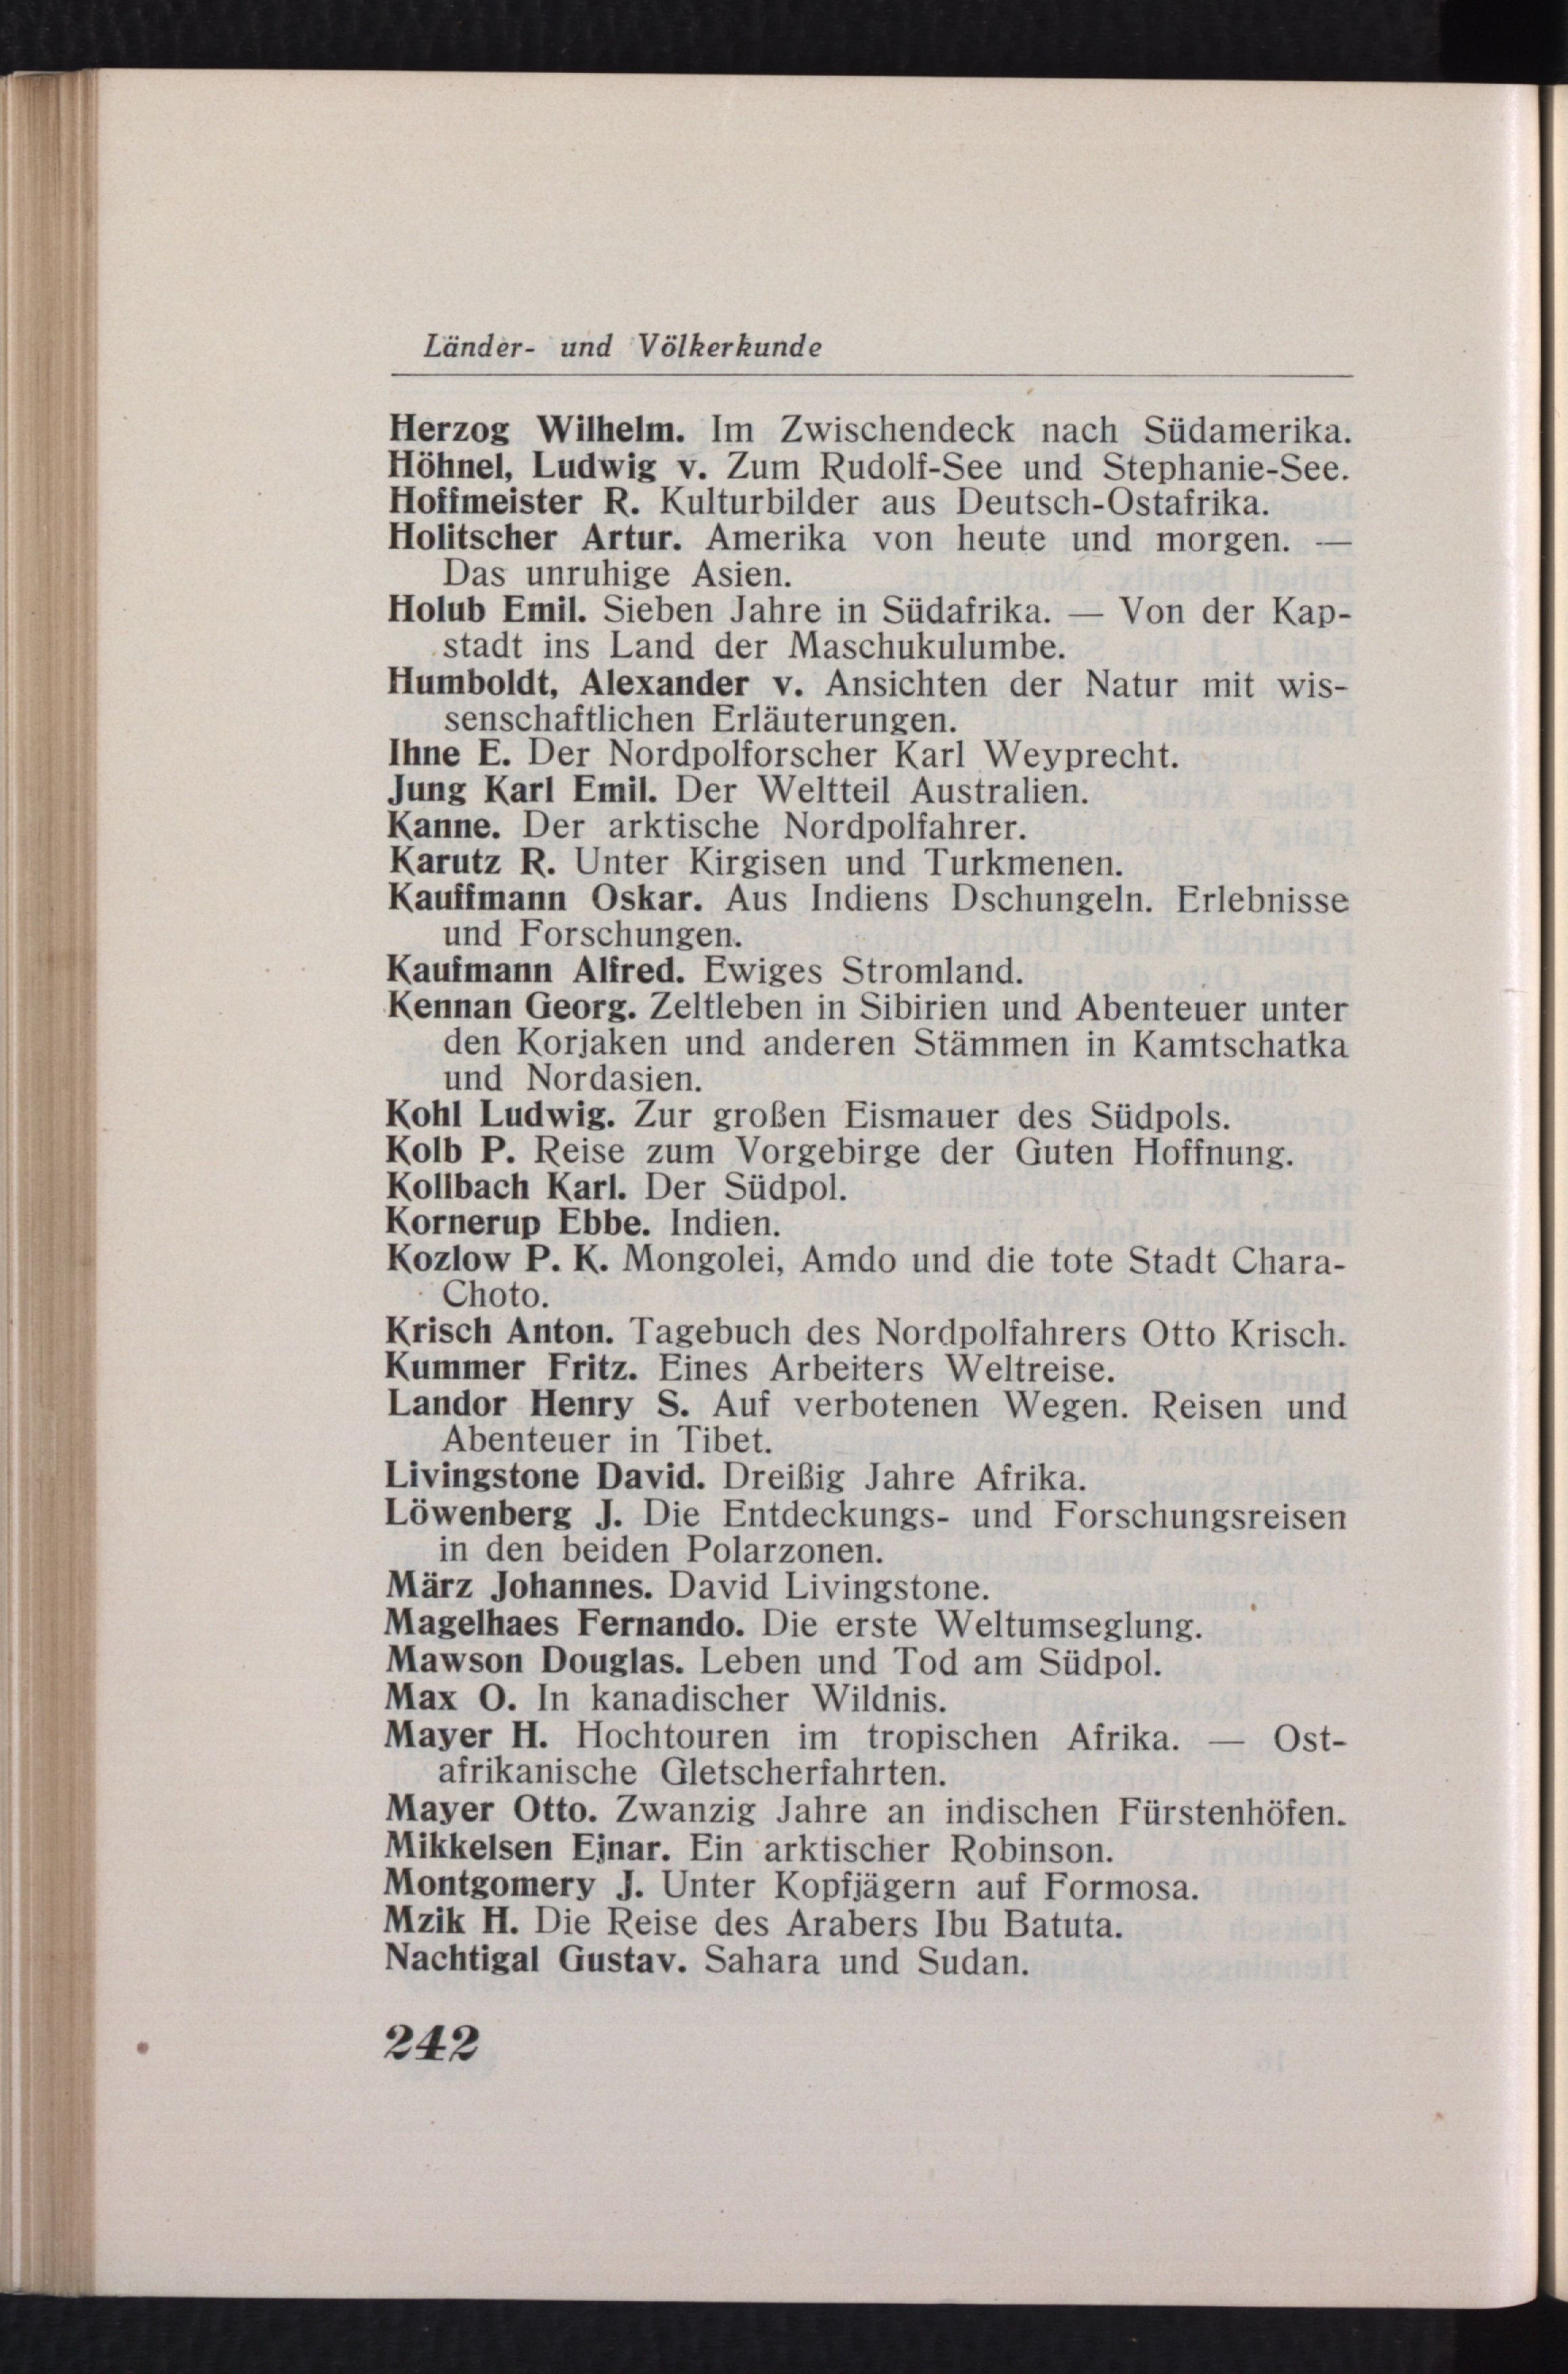 Länder- und Völkerkunde
Herzog Wilhelm. Im Zwischendeck nach Südamerika.
Höhnel, Ludwig v. Zum Rudolf-See und Stephanie-See.
Hoffmeister R. Kulturbilder aus Deutsch-Ostafrika.
Holitscher Artur. Amerika von heute und morgen. —
Das unruhige Asien.
Holub Emil. Sieben Jahre in Südafrika. — Von der Kap-
stadt ins Land der Maschukulumbe.
Humboldt, Alexander v. Ansichten der Natur mit wis-
senschaftlichen Erläuterungen.
Ihne E. Der Nordpolforscher Karl Weyprecht.
Jung Karl Emil. Der Weltteil Australien.
Kanne. Der arktische Nordpolfahrer.
Karutz R. Unter Kirgisen und Turkmenen.
Kauffmann Oskar. Aus Indiens Dschungeln. Erlebnisse
und Forschungen.
Kaufmann Alfred. Ewiges Stromland.
Kennan Georg. Zeltleben in Sibirien und Abenteuer unter
den Korjaken und anderen Stämmen in Kamtschatka
und Nordasien.
Kohl Ludwig. Zur großen Eismauer des Südpols.
Kolb P. Reise zum Vorgebirge der Guten Hoffnung.
Kollbach Karl. Der Südpol.
Kornerup Ebbe. Indien.
Kozlow P. K. Mongolei, Amdo und die tote Stadt Chara-
Choto.
Krisch Anton. Tagebuch des Nordpolfahrers Otto Krisch.
Kummer Fritz. Eines Arbeiters Weltreise.
Landor Henry S. Auf verbotenen Wegen. Reisen und
Abenteuer in Tibet.
Livingstone David. Dreißig Jahre Afrika.
Löwenberg J. Die Entdeckungs- und Forschungsreisen
in den beiden Polarzonen.
März Johannes. David Livingstone.
Magelhaes Fernando. Die erste Weltumseglung.
Mawson Douglas. Leben und Tod am Südpol.
Max O. In kanadischer Wildnis.
Mayer H. Hochtouren im tropischen Afrika. — Ost-
afrikanische Gletscherfahrten.
Mayer Otto. Zwanzig Jahre an indischen Fürstenhöfen.
Mikkelsen Ejnar. Ein arktischer Robinson.
Montgomery J. Unter Kopfjägern auf Formosa.
Mzik H. Die Reise des Arabers Ibu Batuta.
Nachtigal Gustav. Sahara und Sudan.
242